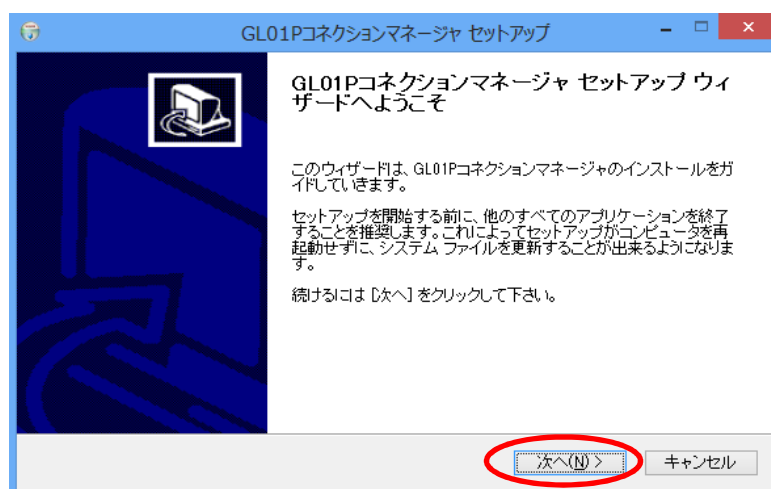 GL01Pコネクションマネージャ セットアップ
GL01Pコネクションマネージャ セットアップ ウィ
ザードへようこそ
このウィザードは、GL01Pコネクションマネージャのインストールをガ
イドしていきます。
セットアップを開始する前に、他のすべてのアプリケーションを終了
することを推奨します。これによってセットアップがコンピュータを再
起動せずに、システム ファイルを更新することが出来るようになりま
す。
続けるには [次へ] をクリックして下さい。
次へ(N) >
キャンセル